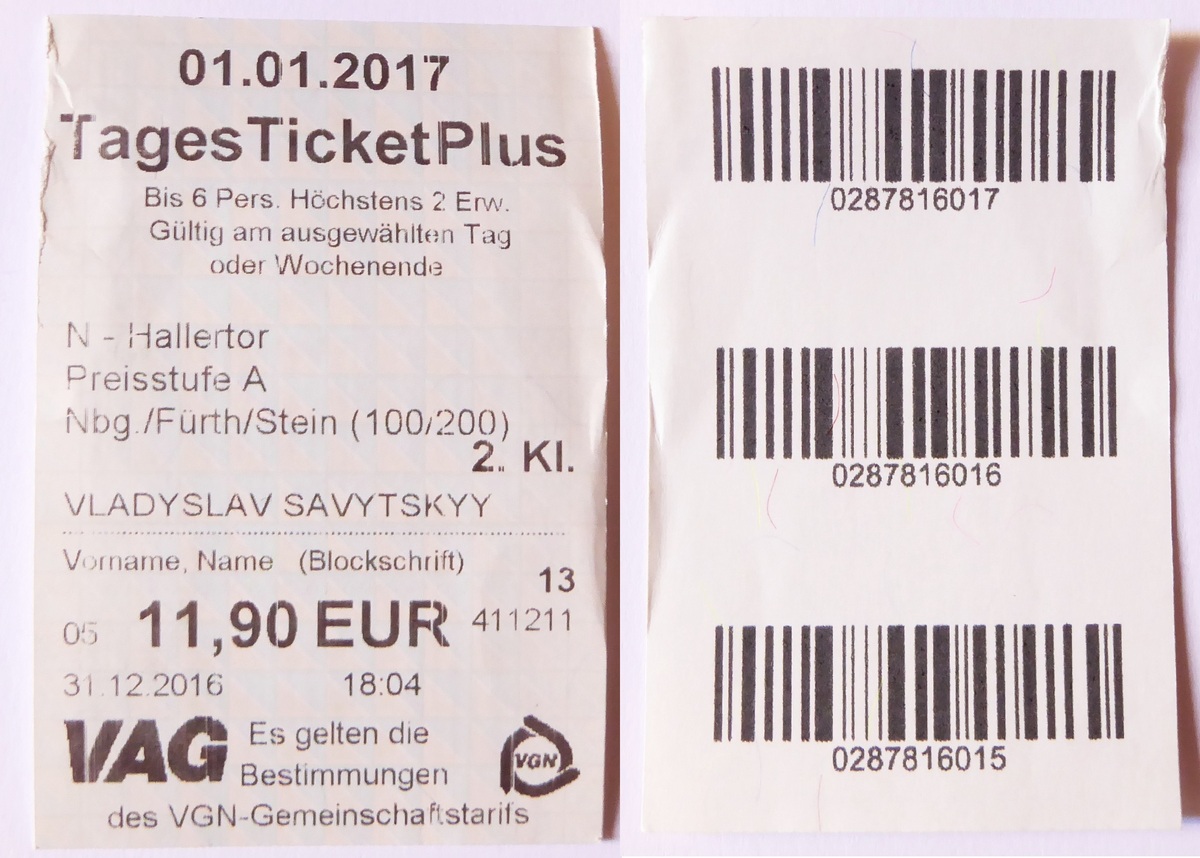 01.01.2017
TagesTicketPlus
Bis 6 Pers. Höchstens 2 Erw.
Gültig am ausgewählten Tag
oder Wochenende
N - Hallertor
Preisstufe A
Nbg./Fürth/Stein (100/200)
2. Kl.
VLADYSLAV SAVYTSKYY
Vorname, Name (Blockschrift)
13
05 11,90 EUR 411211
31.12.2016 18:04
VAG Es gelten die VGN
Bestimmungen
des VGN-Gemeinschaftstarifs
0287816017
0287816016
0287816015